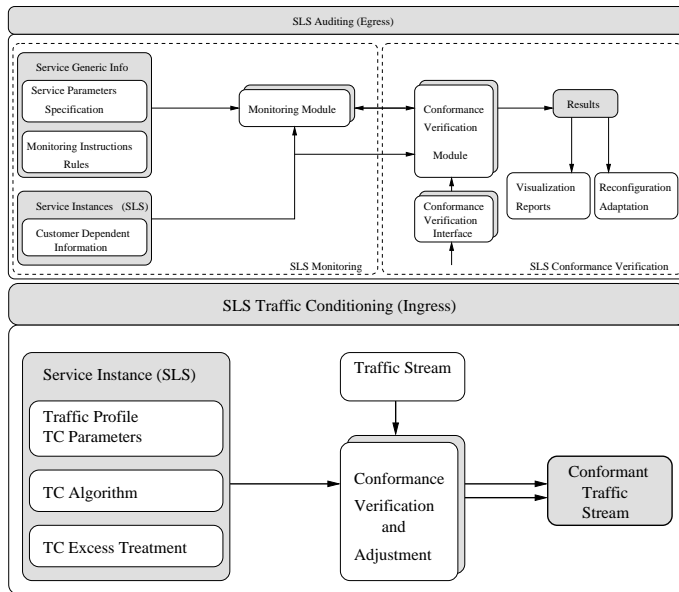 SLS Auditing (Egress)
Service Generic Info
Service Parameters
Specification
Monitoring Instructions
Rules
Service Instances (SLS)
Customer Dependent
Information
Monitoring Module
SLS Monitoring
Conformance
Verification
Module
Conformance
Verification
Interface
Results
Visualization
Reports
Reconfiguration
Adaptation
SLS Conformance Verification
SLS Traffic Conditioning (Ingress)
Service Instance (SLS)
Traffic Profile
TC Parameters
TC Algorithm
TC Excess Treatment
Traffic Stream
Conformance
Verification
and
Adjustment
Conformant
Traffic
Stream